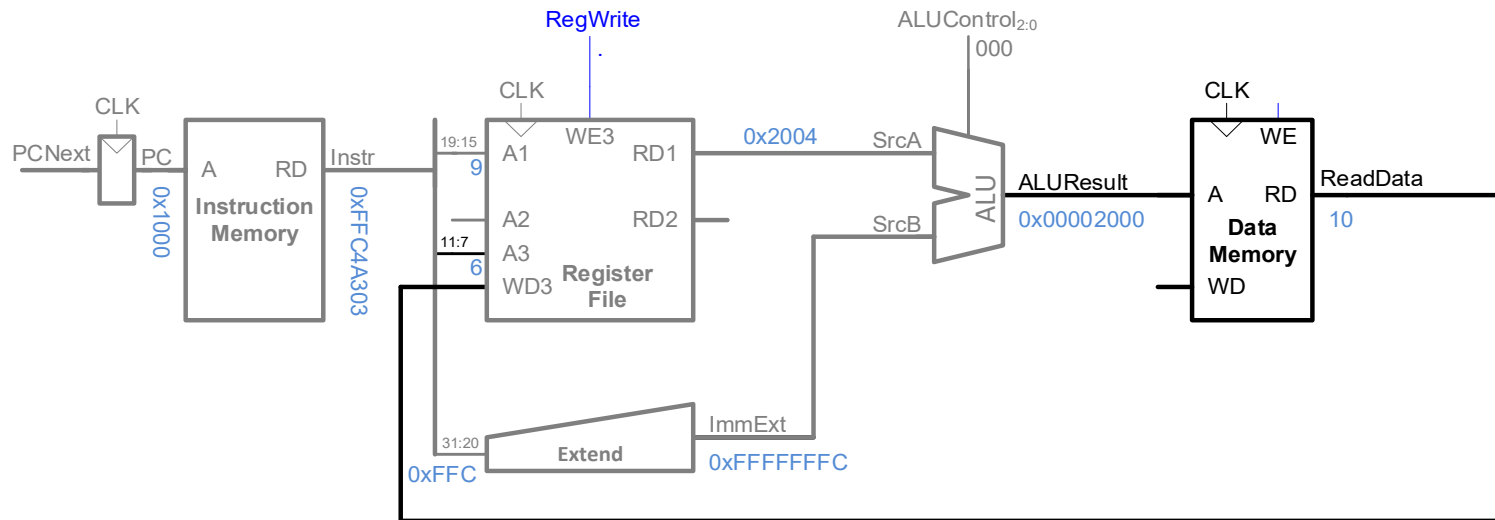 RegWrite
.
ALUControl2:0
000
CLK
PCNext
PC
0x1000
A
RD
Instruction
Memory
Instr
0xFFC4A303
19:15
9
11:7
6
CLK
WE3
A1
RD1
A2
RD2
A3
WD3
Register
File
0x2004
SrcA
SrcB
ALU
ALUResult
0x00002000
CLK
WE
A
RD
Data
Memory
WD
ReadData
10
31:20
0xFFC
Extend
ImmExt
0xFFFFFFFC